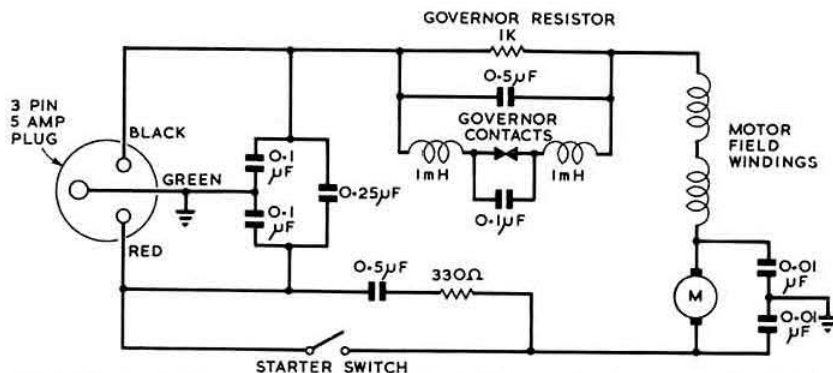 GOVERNOR RESISTOR
1K
0·5µF
GOVERNOR
CONTACTS
1mH
1mH
0·1µF
3 PIN
5 AMP
PLUG
BLACK
GREEN
RED
0·1
µF
0·1
µF
0·25µF
0·5µF
330Ω
STARTER SWITCH
MOTOR
FIELD
WINDINGS
M
0·01
µF
0·01
µF